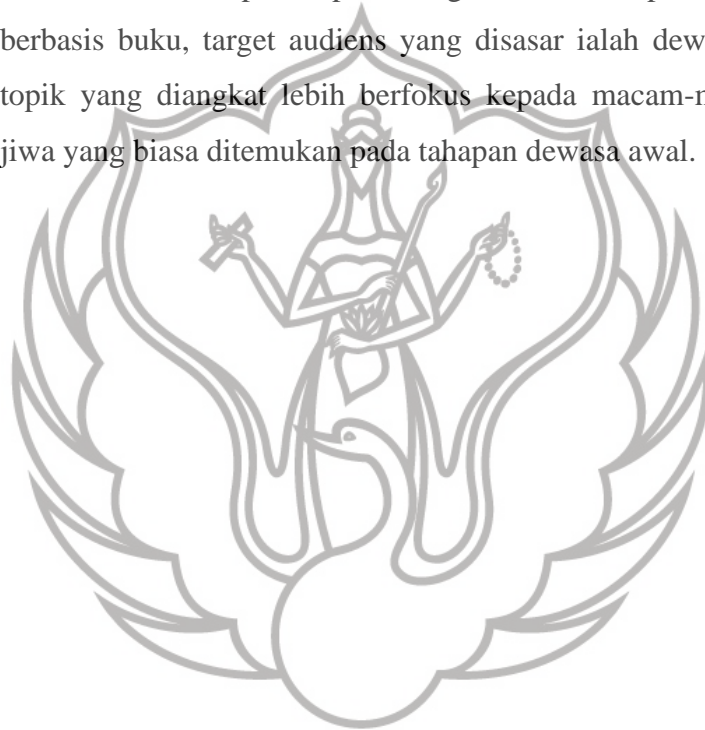 berbasis buku, target audiens yang disasar ialah
topik yang diangkat lebih berfokus kepada
jiwa yang biasa ditemukan pada tahapan dewasa awal.